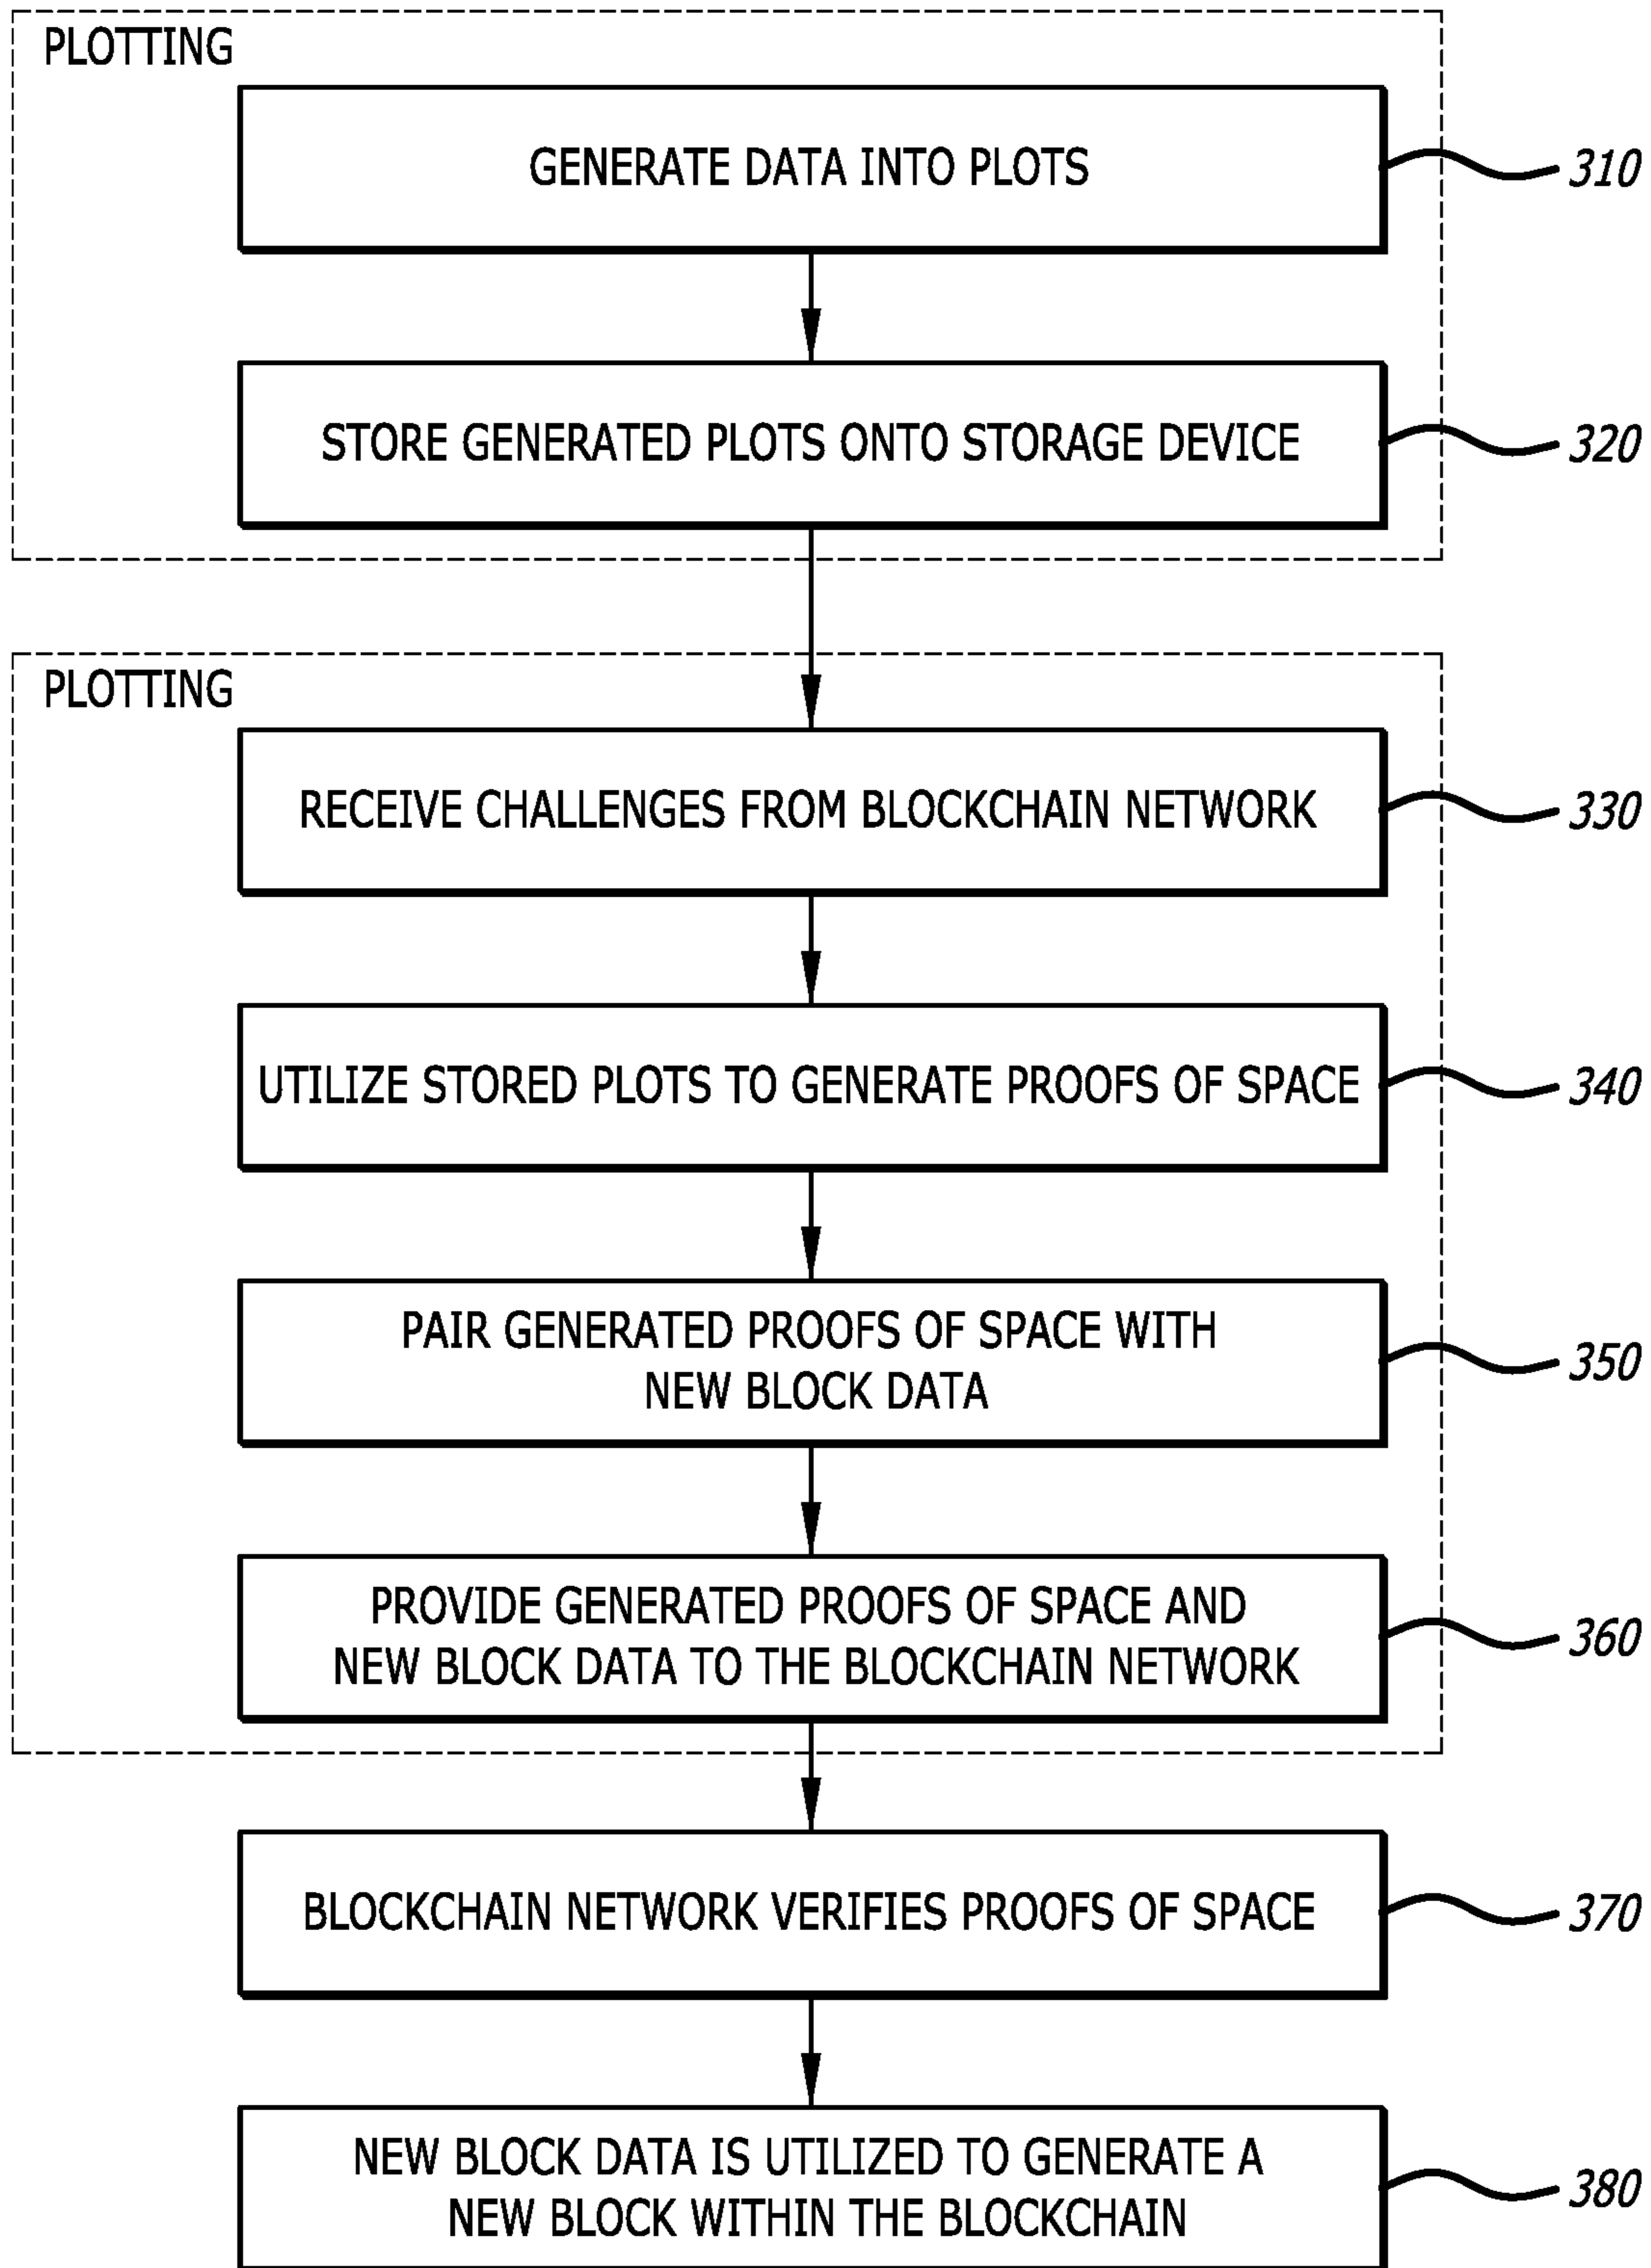 PLOTTING
GENERATE DATA INTO PLOTS
310
STORE GENERATED PLOTS ONTO STORAGE DEVICE
320
PLOTTING
RECEIVE CHALLENGES FROM BLOCKCHAIN NETWORK
330
UTILIZE STORED PLOTS TO GENERATE PROOFS OF SPACE
340
PAIR GENERATED PROOFS OF SPACE WITH
NEW BLOCK DATA
350
PROVIDE GENERATED PROOFS OF SPACE AND
NEW BLOCK DATA TO THE BLOCKCHAIN NETWORK
360
BLOCKCHAIN NETWORK VERIFIES PROOFS OF SPACE
370
NEW BLOCK DATA IS UTILIZED TO GENERATE A
NEW BLOCK WITHIN THE BLOCKCHAIN
380